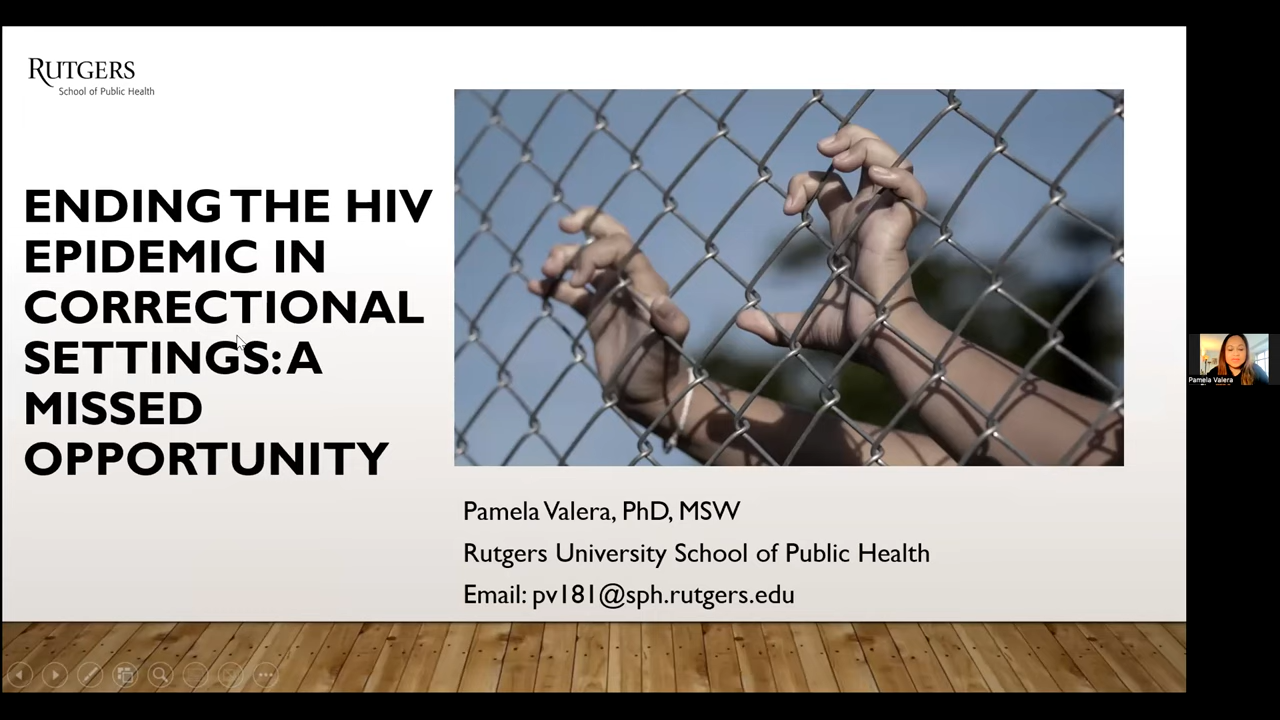 RUTGERS
School of Public Health
ENDING THE HIV
EPIDEMIC IN
CORRECTIONAL
SETTINGS: A
MISSED
OPPORTUNITY
Pamela Valera, PhD, MSW
Rutgers University School of Public Health
Email: pv181@sph.rutgers.edu
Pamela Valera